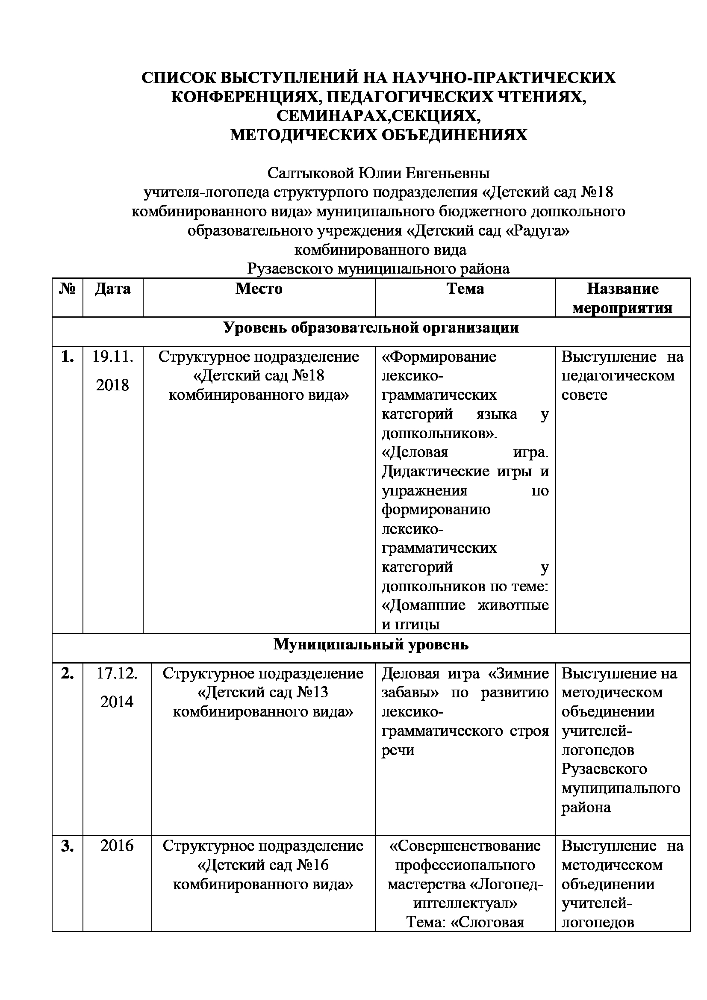 СПИСОК ВЫСТУПЛЕНИЙ НА НАУЧНО-ПРАКТИЧЕСКИХ
КОНФЕРЕНЦИЯХ, ПЕДАГОГИЧЕСКИХ ЧТЕНИЯХ,
СЕМИНАРАХ,СЕКЦИЯХ,
МЕТОДИЧЕСКИХ ОБЪЕДИНЕНИЯХ
Салтыковой Юлии Евгеньевны
учителя-логопеда структурного подразделения «Детский сад №18
комбинированного вида» муниципального бюджетного дошкольного
образовательного учреждения «Детский сад «Радуга»
комбинированного вида
Рузаевского муниципального района
№ Дата Место Тема Название
мероприятия
Уровень образовательной организации
1.
19.11.
2018
Структурное подразделение
«Детский сад №18
комбинированного вида»
«Формирование
лексико-
грамматических
категорий языка у
дошкольников».
«Деловая игра.
Дидактические игры и
упражнения по
формированию
лексико-
грамматических
категорий у
дошкольников по теме:
«Домашние животные
и птицы
Выступление на
педагогическом
совете
Муниципальный уровень
2.
17.12.
2014
Структурное подразделение
«Детский сад №13
комбинированного вида»
Деловая игра «Зимние
забавы» по развитию
лексико-
грамматического строя
речи
Выступление на
методическом
объединении
учителей-
логопедов
Рузаевского
муниципального
района
3.
2016
Структурное подразделение
«Детский сад №16
комбинированного вида»
«Совершенствование
профессионального
мастерства «Логопед-
интеллектуал»
Тема: «Слоговая
Выступление на
методическом
объединении
учителей-
логопедов